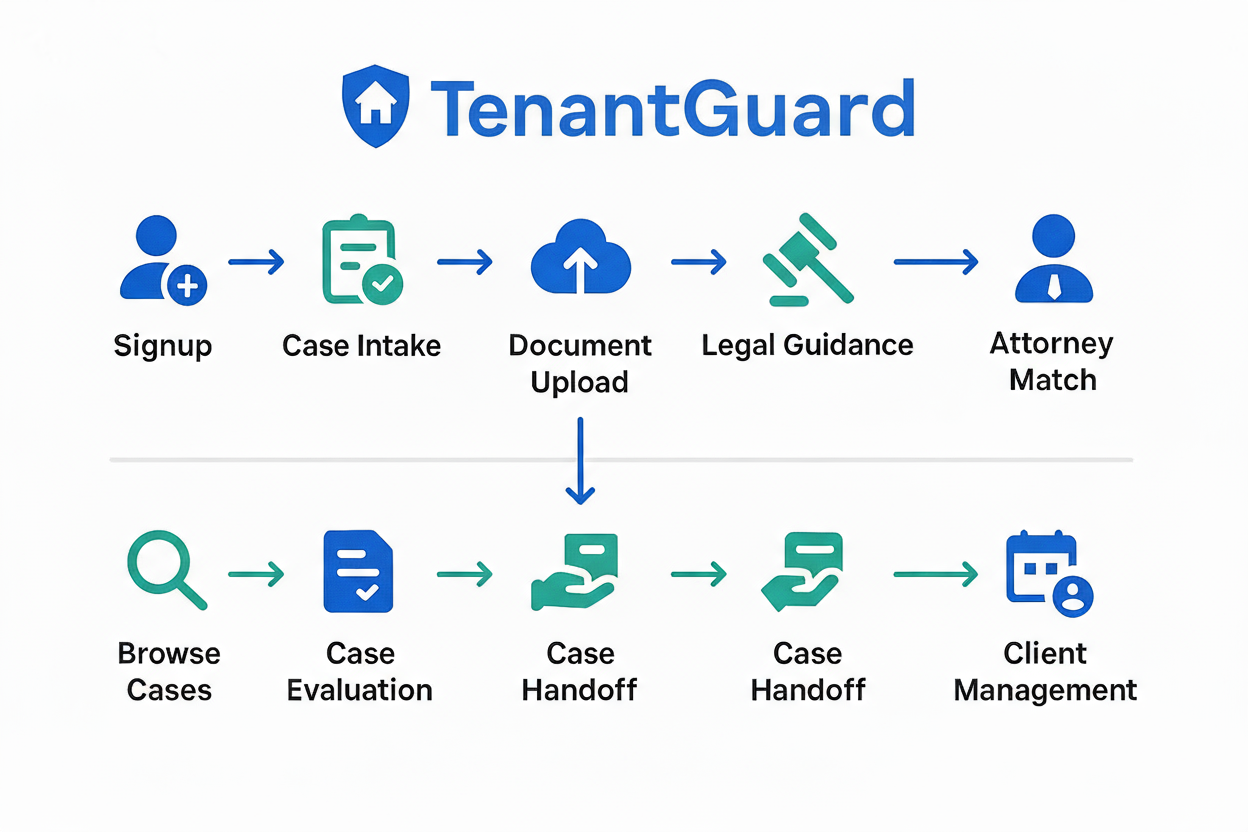 TenantGuard
Signup
Case Intake
Document
Upload
Legal Guidance
Attorney
Match
Browse
Cases
Case
Evaluation
Case
Handoff
Case
Handoff
Client
Management